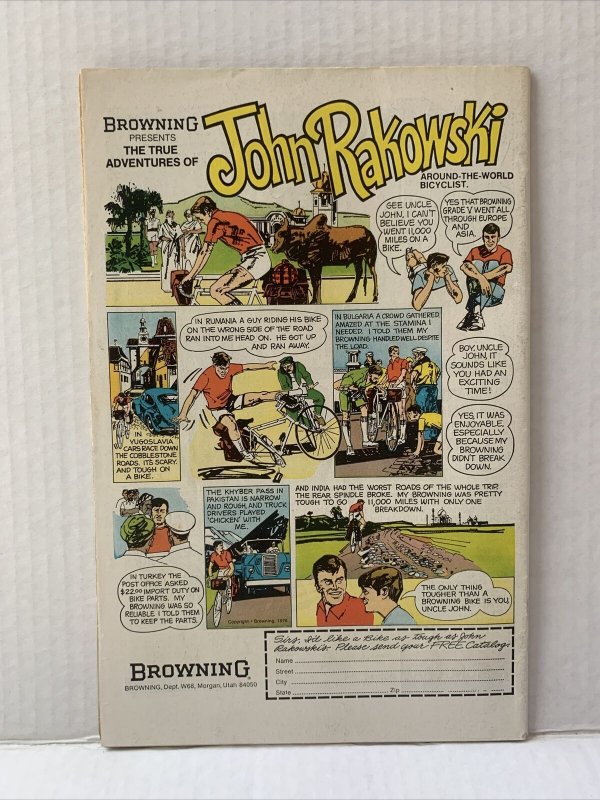 BROWNING
PRESENTS
THE TRUE
ADVENTURES OF
John Rakowski
AROUND-THE-WORLD
BICYCLIST.
GEE UNCLE
JOHN, I CAN'T
BELIEVE YOU
WENT 11,000
MILES ON A
BIKE.
YES THAT BROWNING
GRADE V WENT ALL
THROUGH EUROPE
AND
ASIA.
IN RUMANIA A GUY RIDING HIS BIKE
ON THE WRONG SIDE OF THE ROAD
RAN INTO ME HEAD ON. HE GOT UP
AND RAN AWAY.
IN BULGARIA A CROWD GATHERED,
AMAZED AT THE STAMINA I
NEEDED. I TOLD THEM MY
BROWNING HANDLED WELL DESPITE
THE LOAD.
BOY, UNCLE
JOHN, IT
SOUNDS LIKE
YOU HAD AN
EXCITING
TIME!
IN
YUGOSLAVIA
CARS RACE DOWN
THE COBBLESTONE
ROADS. ITS SCARY
AND TOUGH ON
A BIKE.
YES, IT WAS
ENJOYABLE,
ESPECIALLY
BECAUSE MY
BROWNING
DIDN'T BREAK
DOWN.
THE KHYBER PASS IN
PAKISTAN IS NARROW
AND ROUGH, AND TRUCK
DRIVERS PLAYED
"CHICKEN" WITH
ME..
AND INDIA HAD THE WORST ROADS OF THE WHOLE TRIP.
THE REAR SPINDLE BROKE. MY BROWNING WAS PRETTY
TOUGH TO GO 11,000 MILES WITH ONLY ONE
BREAKDOWN.
IN TURKEY THE
POST OFFICE ASKED
$22.00 IMPORT DUTY ON
BIKE PARTS. MY
BROWNING WAS SO
RELIABLE I TOLD THEM
TO KEEP THE PARTS.
Copyright • Browning, 1976
THE ONLY THING
TOUGHER THAN A
BROWNING BIKE IS YOU,
UNCLE JOHN.
BROWNING
BROWNING, Dept. W68, Morgan, Utah 84050
Sirs, I'd like a Bike as tough as John
Rakowski's. Please send your FREE Catalog.
Name
Street
City
State Zip